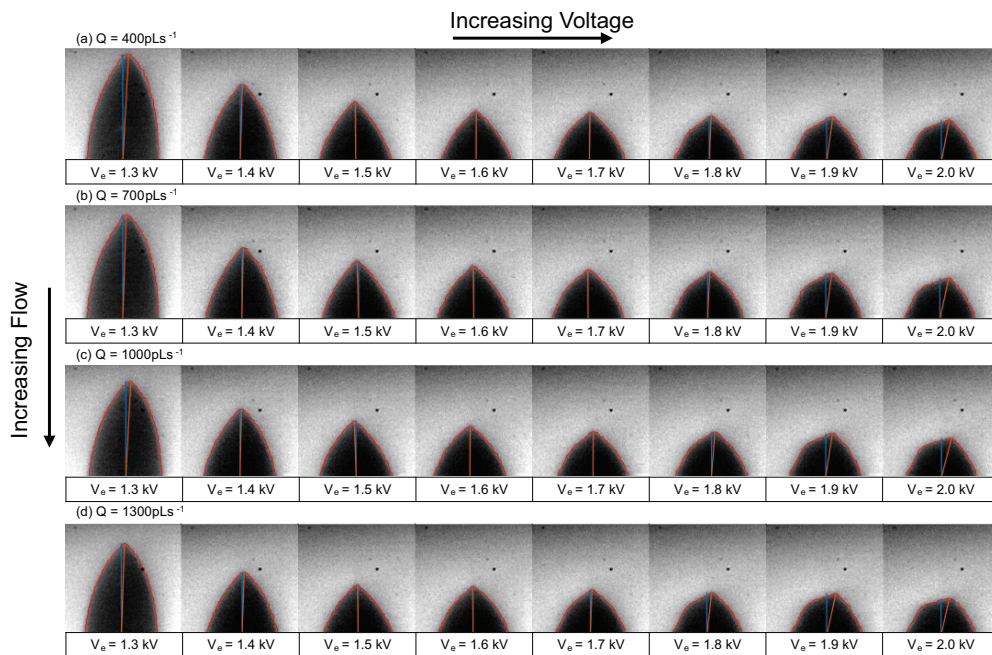 Increasing Voltage
(a) Q = 400pLs⁻¹
Vₑ = 1.3 kV Vₑ = 1.4 kV Vₑ = 1.5 kV Vₑ = 1.6 kV Vₑ = 1.7 kV Vₑ = 1.8 kV Vₑ = 1.9 kV Vₑ = 2.0 kV
(b) Q = 700pLs⁻¹
Vₑ = 1.3 kV Vₑ = 1.4 kV Vₑ = 1.5 kV Vₑ = 1.6 kV Vₑ = 1.7 kV Vₑ = 1.8 kV Vₑ = 1.9 kV Vₑ = 2.0 kV
Increasing Flow
(c) Q = 1000pLs⁻¹
Vₑ = 1.3 kV Vₑ = 1.4 kV Vₑ = 1.5 kV Vₑ = 1.6 kV Vₑ = 1.7 kV Vₑ = 1.8 kV Vₑ = 1.9 kV Vₑ = 2.0 kV
(d) Q = 1300pLs⁻¹
Vₑ = 1.3 kV Vₑ = 1.4 kV Vₑ = 1.5 kV Vₑ = 1.6 kV Vₑ = 1.7 kV Vₑ = 1.8 kV Vₑ = 1.9 kV Vₑ = 2.0 kV